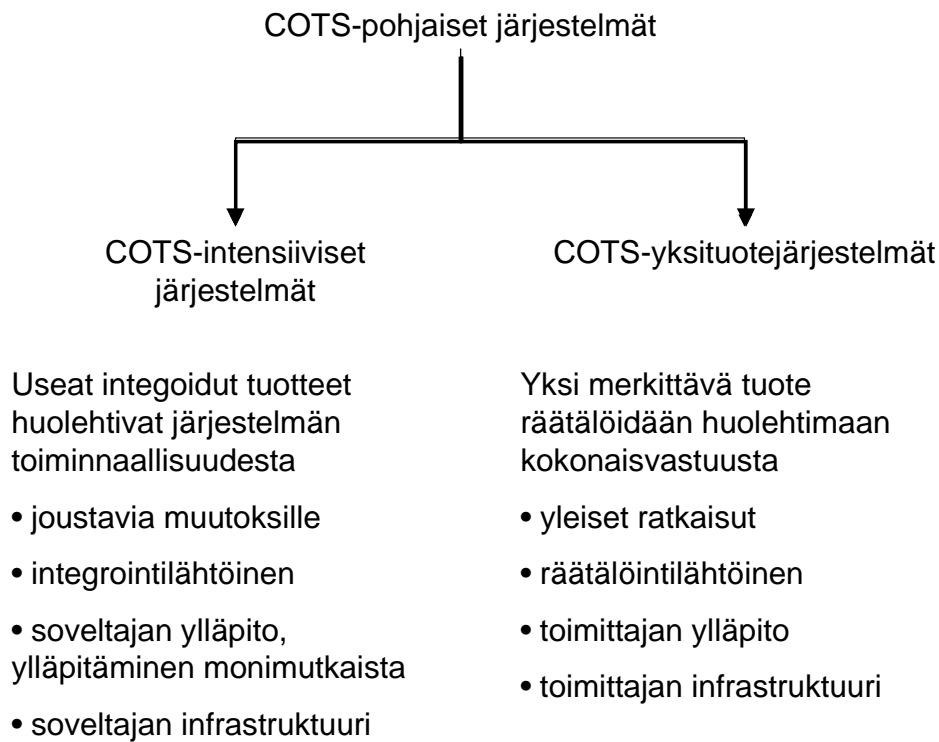 COTS-pohjaiset järjestelmät
COTS-intensiiviset
järjestelmät
Useat integoidut tuotteet
huolehtivat järjestelmän
toiminnaallisuudesta
• joustavia muutoksille
• integrointilähtöinen
• soveltajan ylläpito,
ylläpitäminen monimutkaista
• soveltajan infrastruktuuri
COTS-yksituotejärjestelmät
Yksi merkittävä tuote
räätälöidään huolehtimaan
kokonaisvastuusta
• yleiset ratkaisut
• räätälöintilähtöinen
• toimittajan ylläpito
• toimittajan infrastruktuuri